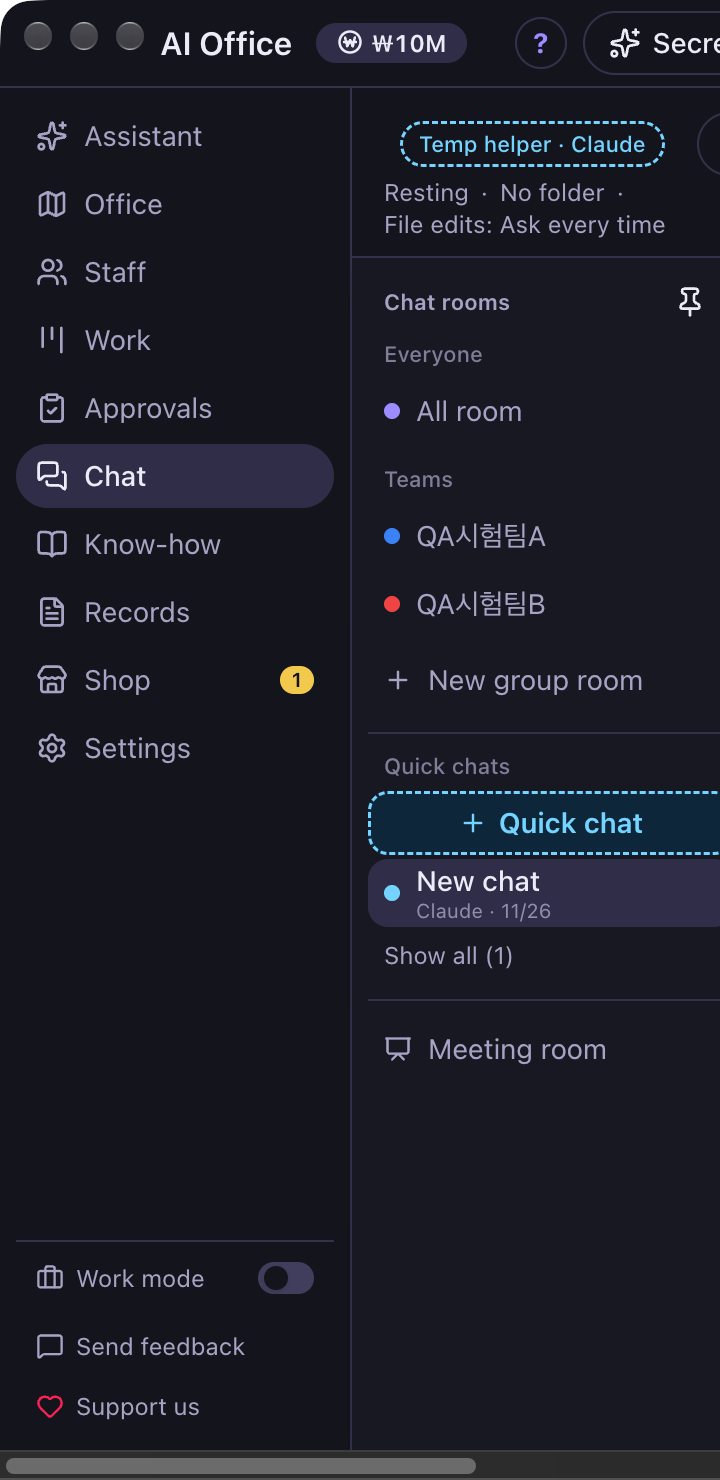 AI Office
₩10M
?
Assistant
Office
Staff
Work
Approvals
Chat
Know-how
Records
Shop
1
Settings
Work mode
Send feedback
Support us
Temp helper · Claude
Resting · No folder ·
File edits: Ask every time
Chat rooms
Everyone
All room
Teams
QA시험팀A
QA시험팀B
+ New group room
Quick chats
+ Quick chat
New chat
Claude · 11/26
Show all (1)
Meeting room